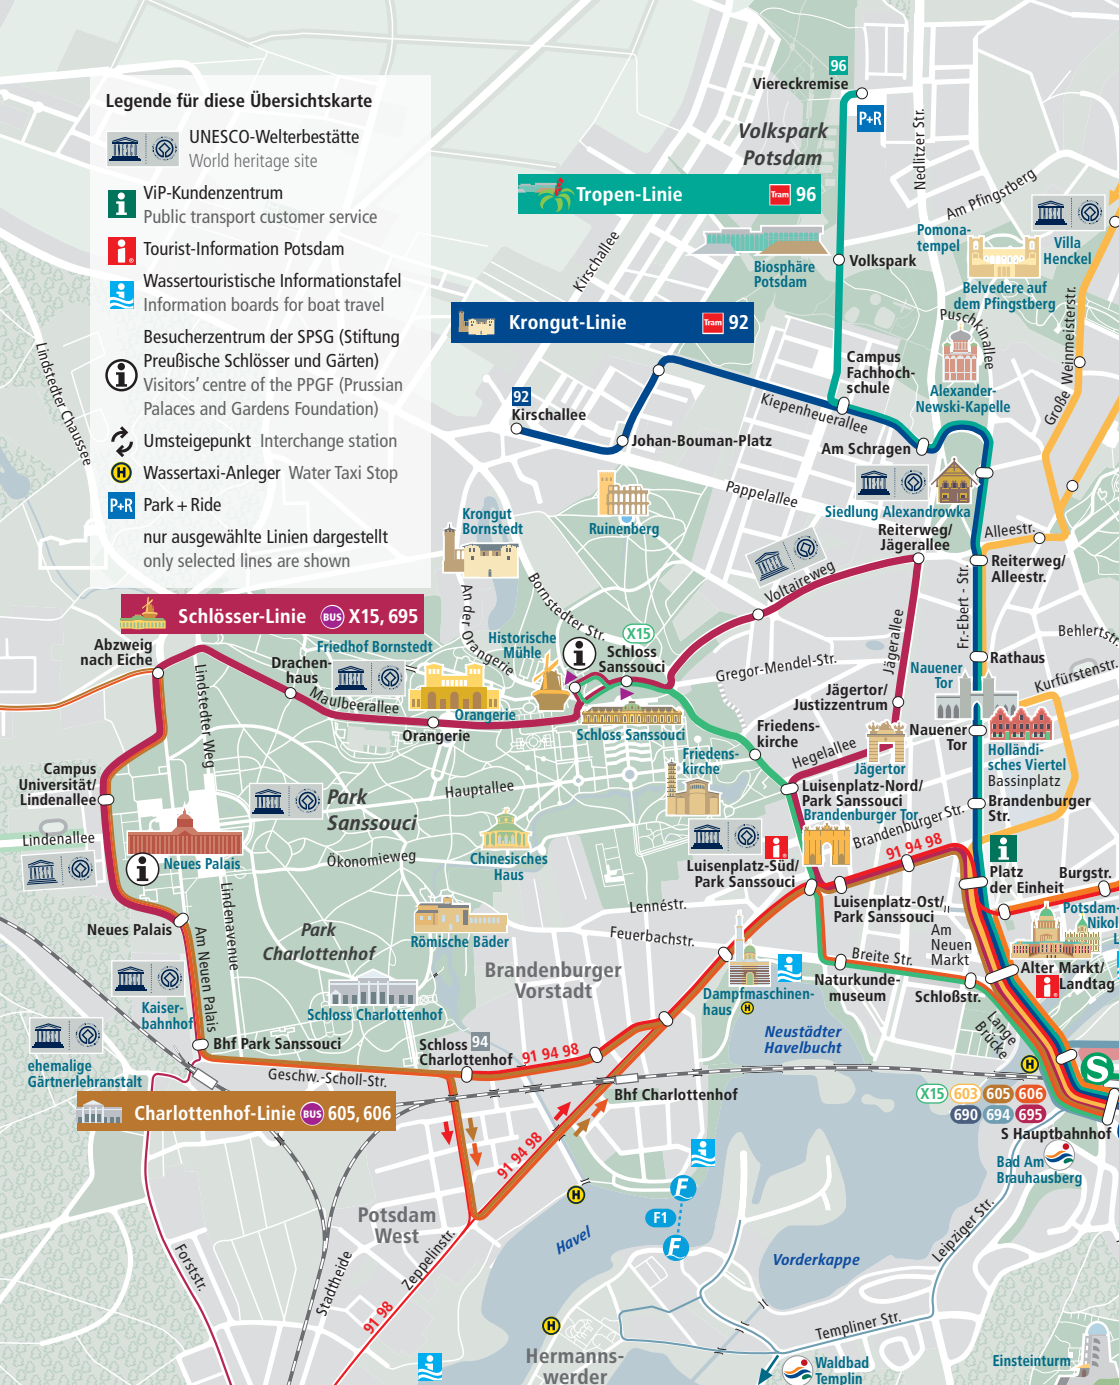 Legende für diese Übersichtskarte
UNESCO-Welterbestätte
World heritage site
ViP-Kundenzentrum
Public transport customer service
Tourist-Information Potsdam
Wassertouristische Informationstafel
Information boards for boat travel
Besucherzentrum der SPSG (Stiftung
Preußische Schlösser und Gärten)
Visitors' centre of the PPGF (Prussian
Palaces and Gardens Foundation)
Umsteigepunkt Interchange station
H Wassertaxi-Anleger Water Taxi Stop
P+R Park + Ride
nur ausgewählte Linien dargestellt
only selected lines are shown
96
Viereckremise
P+R
Volkspark
Potsdam
Nedlitzer Str.
Tropen-Linie Tram 96
Am Pfingstberg
Kirschallee
Pomona-
tempel
Villa
Henckel
Biosphäre
Potsdam
Volkspark
Belvedere auf
dem Pfingstberg
Puschkinallee
Große Weinmeisterstr.
Krongut-Linie Tram 92
Lindstedter Chaussee
Campus
Fachhoch-
schule
Alexander-
Newski-Kapelle
92
Kirschallee
Kiepenheuerallee
Johan-Bouman-Platz
Am Schragen
Pappelallee
Siedlung Alexandrowka
Krongut
Bornstedt
Ruinenberg
Reiterweg/
Jägerallee
Alleestr.
Reiterweg/
Alleestr.
Voltaireweg
Bornstedter Str.
An der Orangerie
Fr.-Ebert - Str.
Jägerallee
Schlösser-Linie BUS X15, 695
X15
Historische
Mühle
Schloss
Sanssouci
Behlertstr.
Abzweig
nach Eiche
Friedhof Bornstedt
Drachen-
haus
Lindstedter Weg
Maulbeerallee
Gregor-Mendel-Str.
Rathaus
Nauener
Tor
Kurfürstenstr.
Jägertor/
Justizzentrum
Orangerie
Orangerie
Schloss Sanssouci
Friedens-
kirche
Nauener
Tor
Holländi-
sches Viertel
Bassinplatz
Friedens-
kirche
Hegelallee
Jägertor
Campus
Universität/
Lindenallee
Hauptallee
Luisenplatz-Nord/
Park Sanssouci
Brandenburger Tor
Brandenburger
Str.
Park
Sanssouci
Lindenallee
Brandenburger Str.
91 94 98
Neues Palais
Ökonomieweg
Chinesisches
Haus
Luisenplatz-Süd/
Park Sanssouci
Platz
der Einheit
Burgstr.
Lindenavenue
Lennéstr.
Luisenplatz-Ost/
Park Sanssouci
Potsdam-
Nikol
L
Neues Palais
Am Neuen Palais
Park
Charlottenhof
Römische Bäder
Feuerbachstr.
Am
Neuen
Markt
Breite Str.
Brandenburger
Vorstadt
Alter Markt/
Landtag
Naturkunde-
museum
Schloßstr.
Kaiser-
bahnhof
Schloss Charlottenhof
Dampfmaschinen-
haus H
Lange
Brücke
Neustädter
Havelbucht
ehemalige
Gärtnerlehranstalt
Bhf Park Sanssouci
Schloss 94
Charlottenhof
91 94 98
H
S
Geschw.-Scholl-Str.
Bhf Charlottenhof
X15 603 605 606
690 694 695
Charlottenhof-Linie BUS 605, 606
S Hauptbahnhof
91 94 98
Bad Am
Brauhausberg
H
F
F1
F
Potsdam
West
Havel
Leipziger Str.
Forststr.
Stadtheide
Zeppelinstr.
Vorderkappe
91 98
H
Templiner Str.
Hermanns-
werder
Waldbad
Templin
Einsteinturm